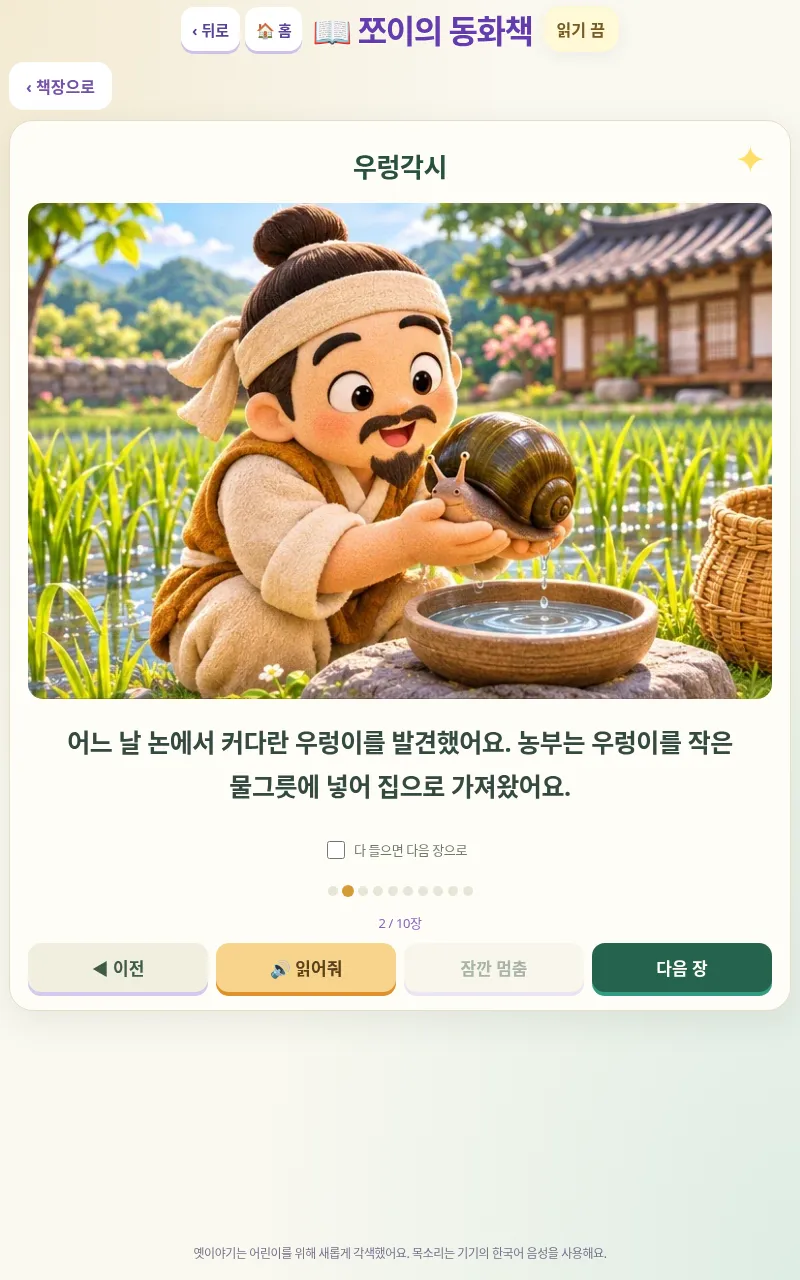 ‹ 뒤로
🏠 홈
📖 쪼이의 동화책
읽기 끝
‹ 책장으로
우렁각시
어느 날 논에서 커다란 우렁이를 발견했어요. 농부는 우렁이를 작은
물그릇에 넣어 집으로 가져왔어요.
다 들으면 다음 장으로
2 / 10장
◀ 이전
🔊 읽어줘
잠깐 멈춤
다음 장
옛이야기는 어린이를 위해 새롭게 각색했어요. 목소리는 기기의 한국어 음성을 사용해요.